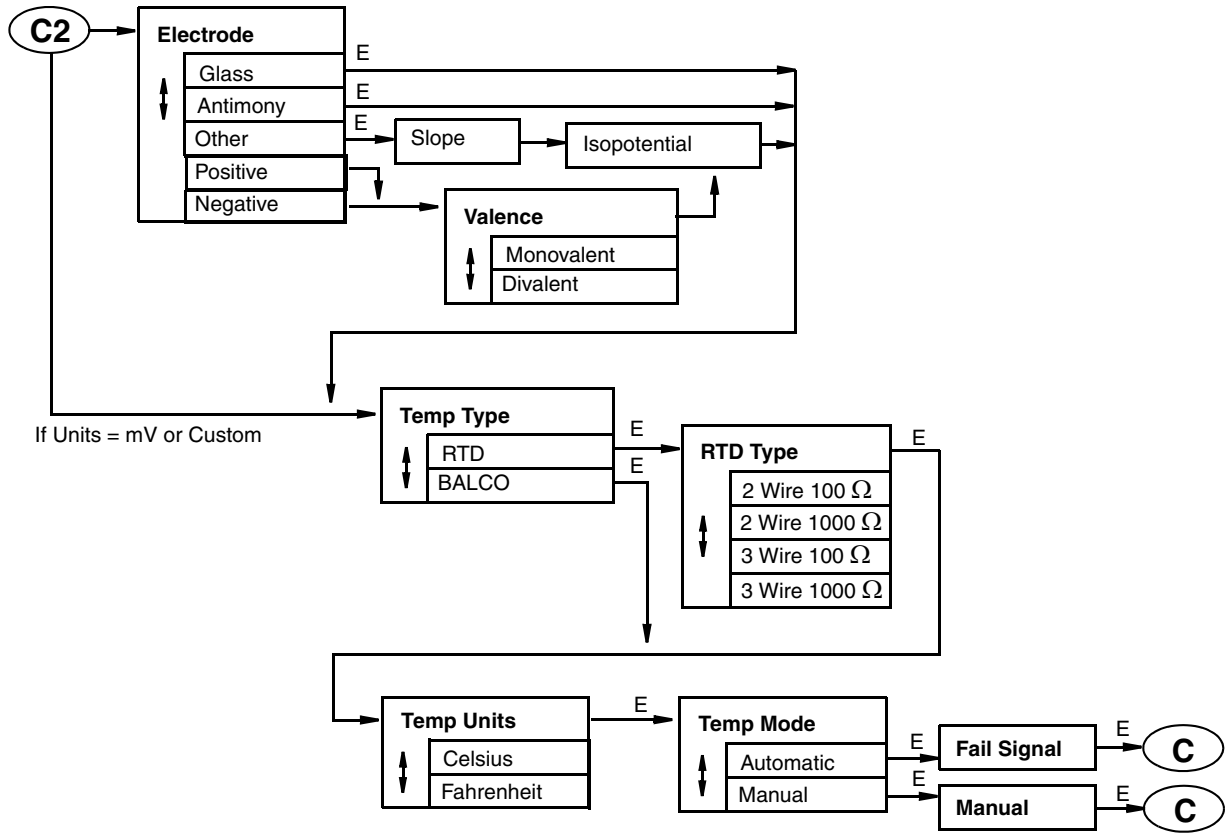 C2
Electrode
E
Glass
E
Antimony
E
Other
Slope
Isopotential
Positive
Negative
Valence
Monovalent
Divalent
If Units = mV or Custom
Temp Type
E
RTD
E
BALCO
RTD Type
E
2 Wire 100 Ω
2 Wire 1000 Ω
3 Wire 100 Ω
3 Wire 1000 Ω
Temp Units
E
Celsius
Fahrenheit
Temp Mode
Automatic
E
Fail Signal
E
C
Manual
E
Manual
E
C